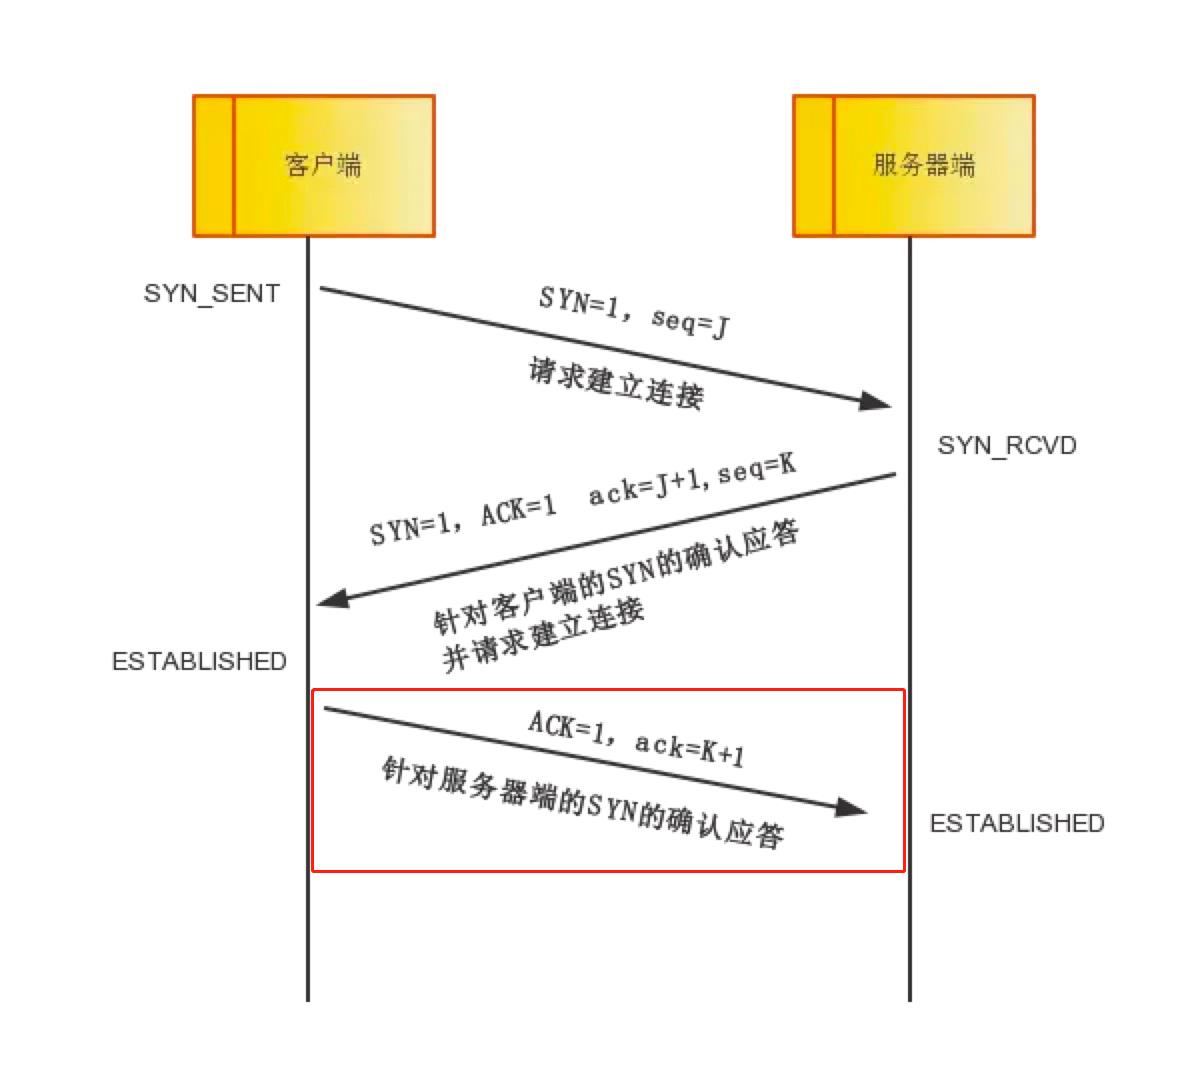 客户端
服务器端
SYN_SENT
SYN=1, seq=J
请求建立连接
SYN_RCVD
SYN=1, ACK=1 ack=J+1,seq=K
针对客户端的SYN的确认应答
并请求建立连接
ESTABLISHED
ACK=1, ack=K+1
针对服务器端的SYN的确认应答
ESTABLISHED